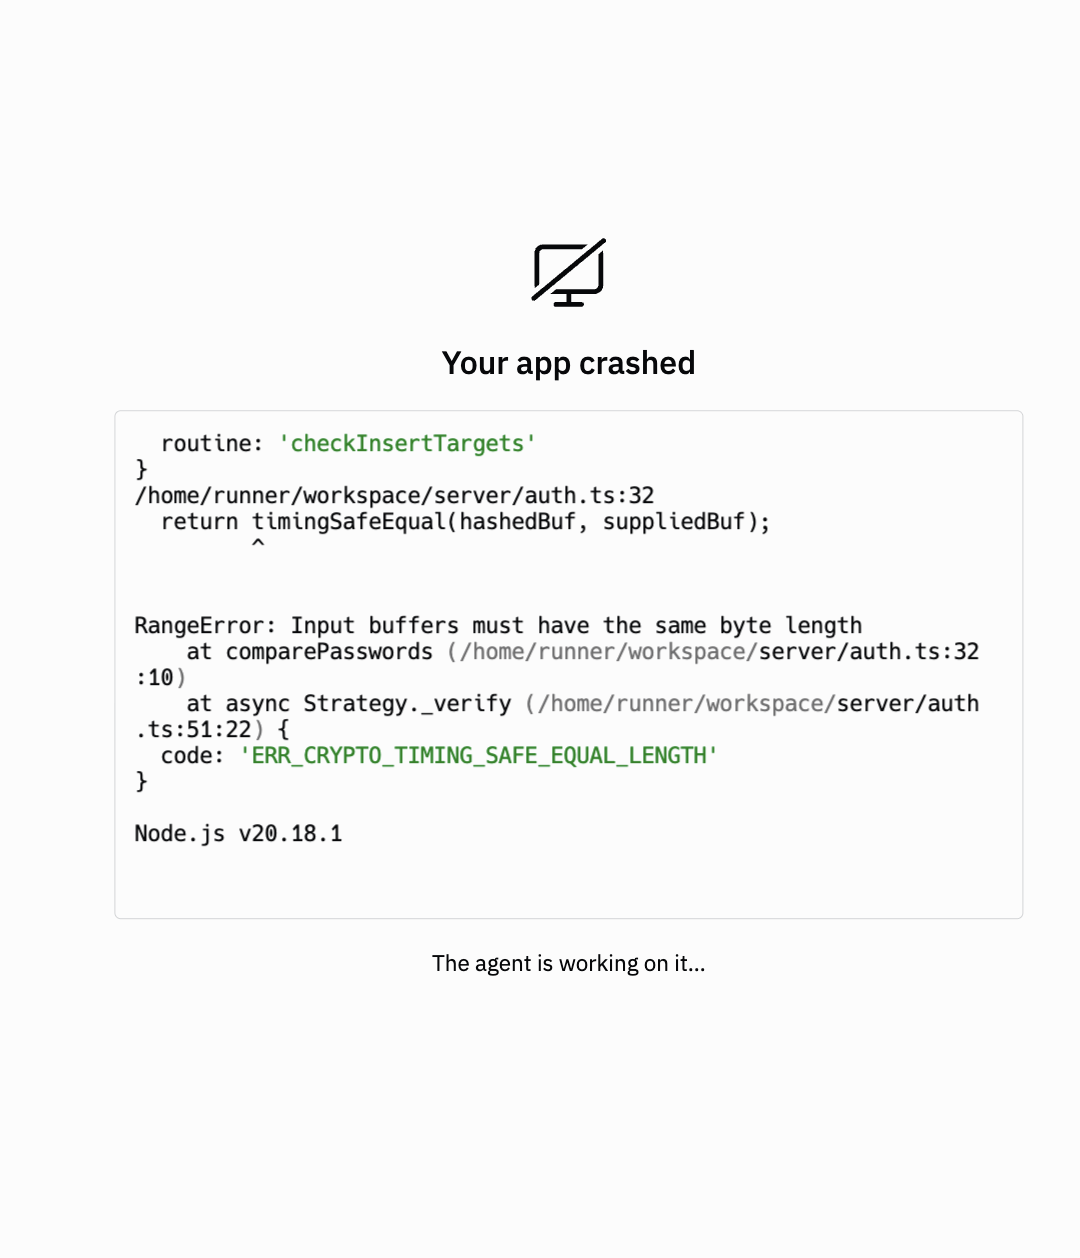 Your app crashed
routine: 'checkInsertTargets'
}
/home/runner/workspace/server/auth.ts:32
return timingSafeEqual(hashedBuf, suppliedBuf);
^
RangeError: Input buffers must have the same byte length
at comparePasswords (/home/runner/workspace/server/auth.ts:32
:10)
at async Strategy._verify (/home/runner/workspace/server/auth
.ts:51:22) {
code: 'ERR_CRYPTO_TIMING_SAFE_EQUAL_LENGTH'
}
Node.js v20.18.1
The agent is working on it...